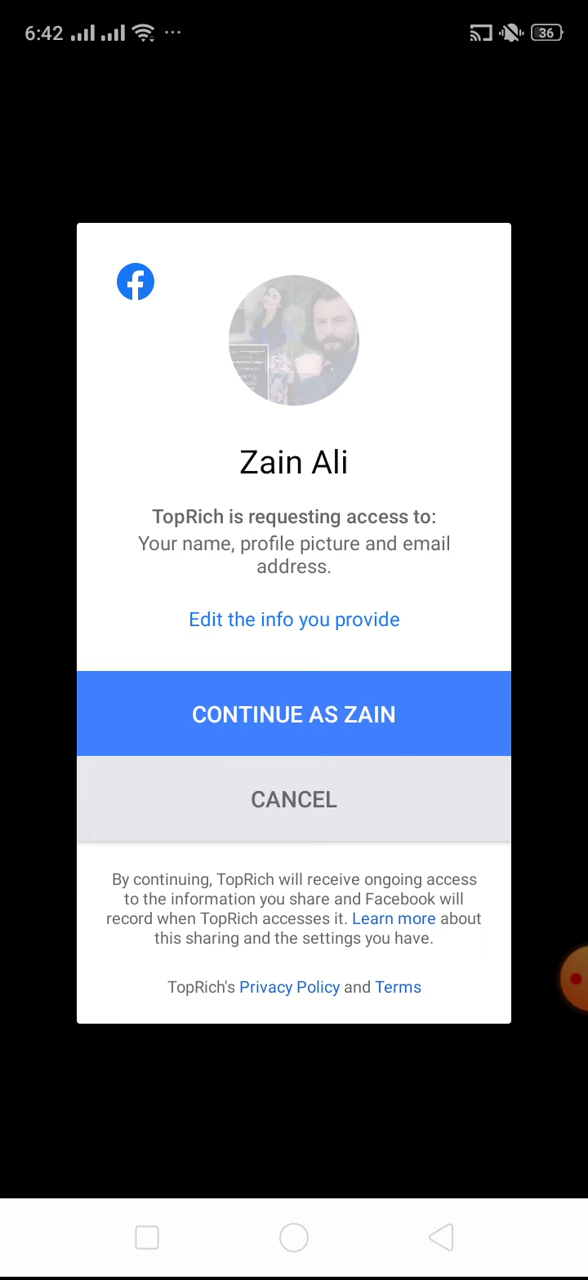 6:42
36
Zain Ali
TopRich is requesting access to:
Your name, profile picture and email
address.
Edit the info you provide
CONTINUE AS ZAIN
CANCEL
By continuing, TopRich will receive ongoing access
to the information you share and Facebook will
record when TopRich accesses it. Learn more about
this sharing and the settings you have.
TopRich's Privacy Policy and Terms